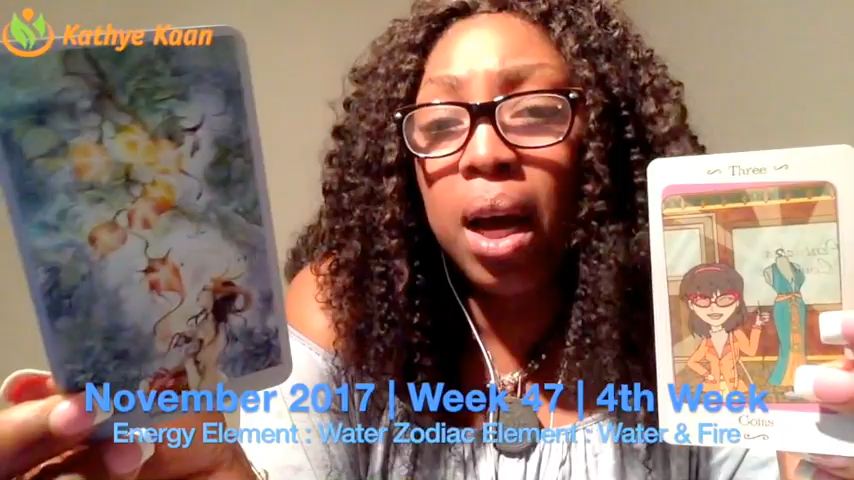 Kathye Kaan
Three
November 2017 | Week 47 | 4th Week
Energy Element : Water Zodiac Element : Water & Fire
Coins